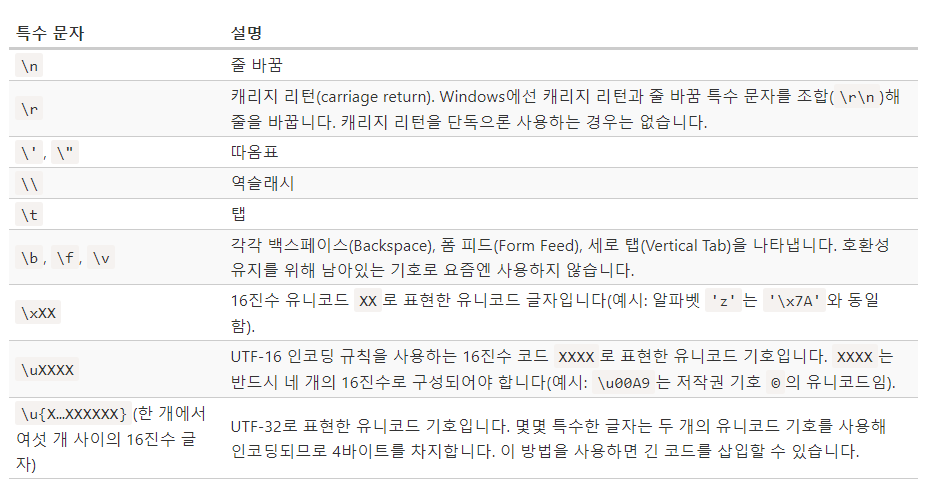 특수 문자 설명
\n 줄 바꿈
\r 캐리지 리턴(carriage return). Windows에선 캐리지 리턴과 줄 바꿈 특수 문자를 조합( \r\n )해
줄을 바꿉니다. 캐리지 리턴을 단독으론 사용하는 경우는 없습니다.
\', \" 따옴표
\\ 역슬래시
\t 탭
\b, \f, \v 각각 백스페이스(Backspace), 폼 피드(Form Feed), 세로 탭(Vertical Tab)을 나타냅니다. 호환성
유지를 위해 남아있는 기호로 요즘엔 사용하지 않습니다.
\xXX 16진수 유니코드 XX 로 표현한 유니코드 글자입니다(예시: 알파벳 'z' 는 '\x7A' 와 동일
함).
\uXXXX UTF-16 인코딩 규칙을 사용하는 16진수 코드 XXXX 로 표현한 유니코드 기호입니다. XXXX 는
반드시 네 개의 16진수로 구성되어야 합니다(예시: \u00A9 는 저작권 기호 © 의 유니코드임).
\u{X…XXXXXX} (한 개에서
여섯 개 사이의 16진수 글
자)
UTF-32로 표현한 유니코드 기호입니다. 몇몇 특수한 글자는 두 개의 유니코드 기호를 사용해
인코딩되므로 4바이트를 차지합니다. 이 방법을 사용하면 긴 코드를 삽입할 수 있습니다.